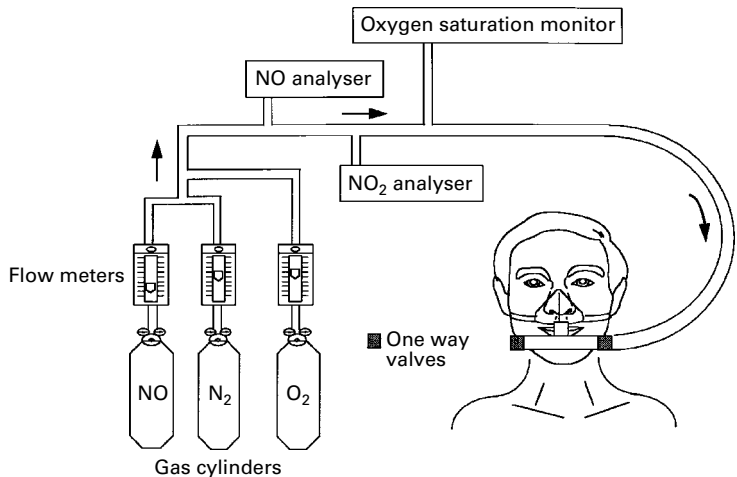 Oxygen saturation monitor
NO analyser
NO₂ analyser
Flow meters
One way
valves
NO
N₂
O₂
Gas cylinders